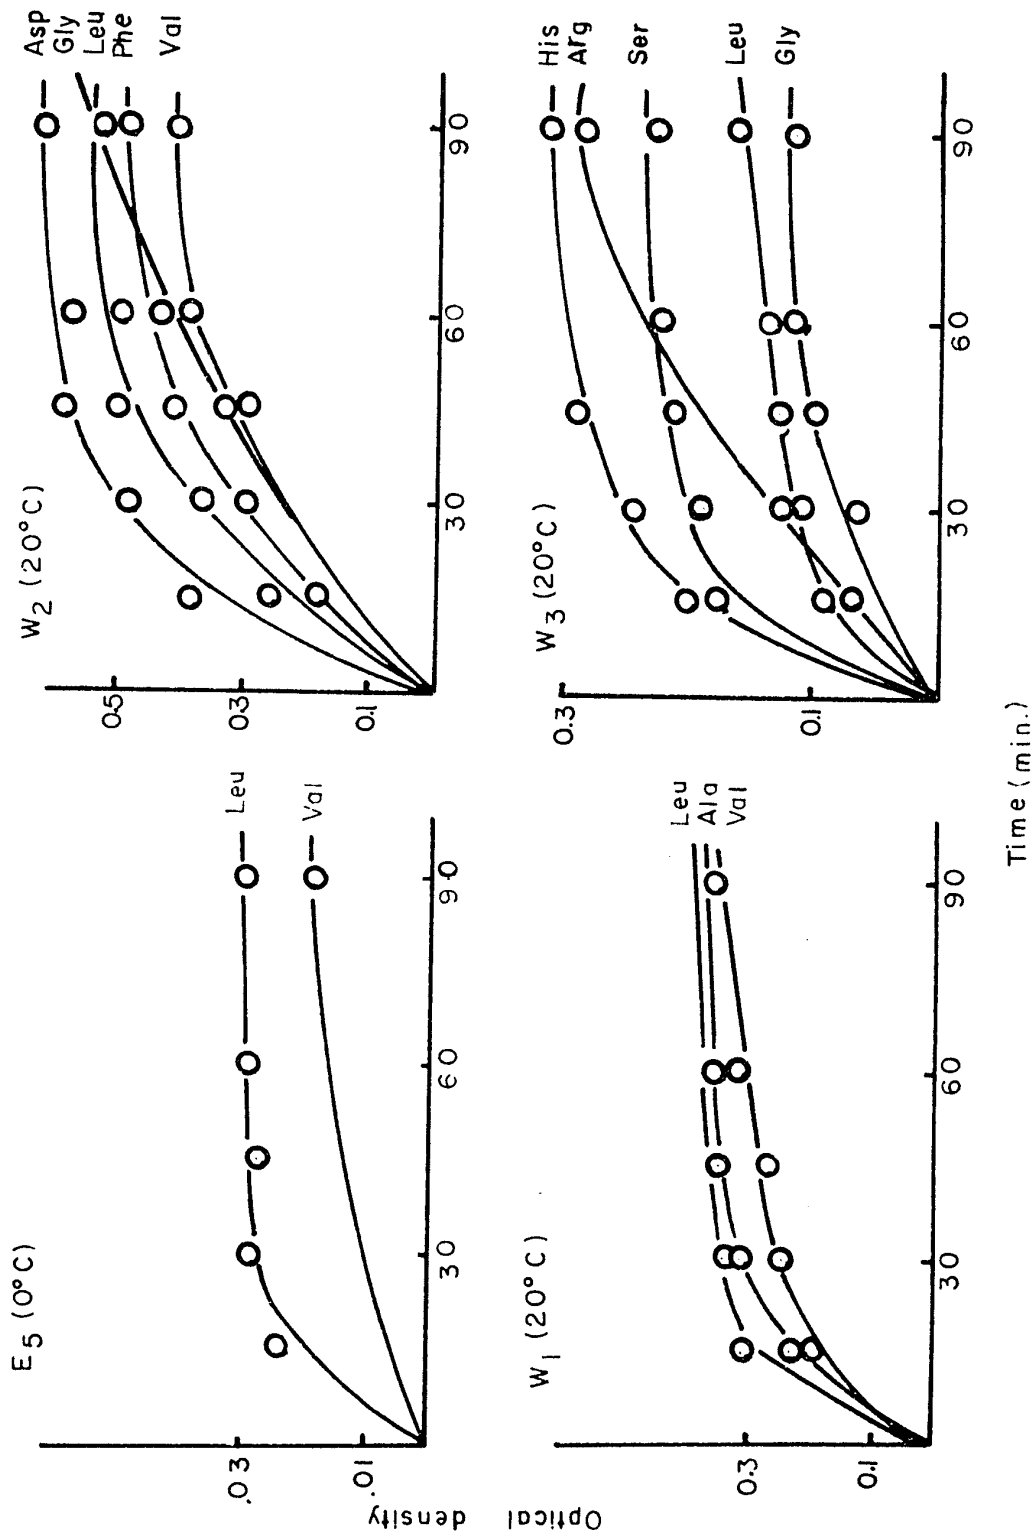 E5 (0°C)
.03
.01
30 60 90
Leu
Val
W2 (20°C)
0.5
0.3
0.1
30 60 90
Asp
Gly
Leu
Phe
Val
Optical
density
W1 (20°C)
0.3
0.1
30 60 90
Leu
Ala
Val
W3 (20°C)
0.3
0.1
30 60 90
His
Arg
Ser
Leu
Gly
Time (min.)